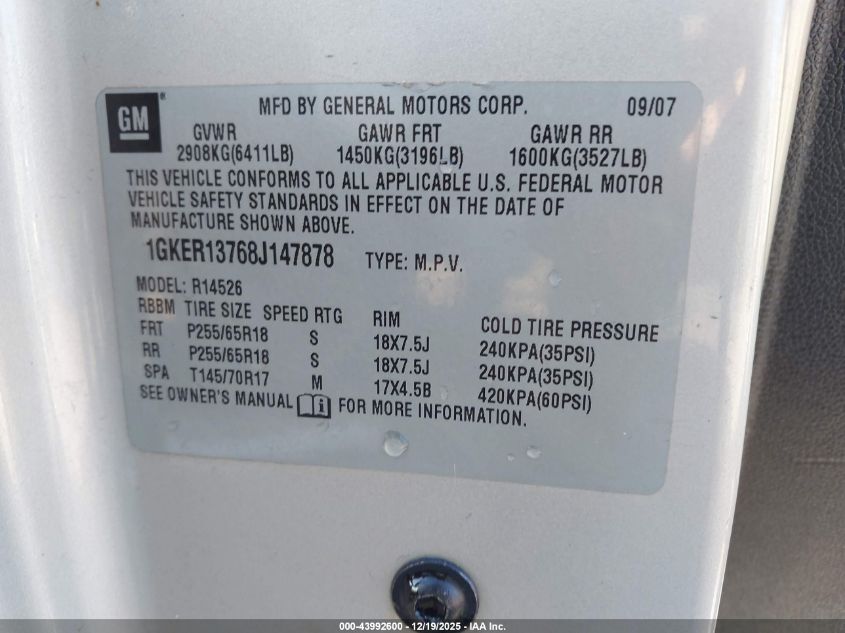 GM ® MFD BY GENERAL MOTORS CORP. 09/07
GVWR GAWR FRT GAWR RR
2908KG(6411LB) 1450KG(3196LB) 1600KG(3527LB)
THIS VEHICLE CONFORMS TO ALL APPLICABLE U.S. FEDERAL MOTOR
VEHICLE SAFETY STANDARDS IN EFFECT ON THE DATE OF
MANUFACTURE SHOWN ABOVE.
1GKER13768J147878 TYPE: M.P.V.
MODEL: R14526
RBBM TIRE SIZE SPEED RTG RIM COLD TIRE PRESSURE
FRT P255/65R18 S 18X7.5J 240KPA(35PSI)
RR P255/65R18 S 18X7.5J 240KPA(35PSI)
SPA T145/70R17 M 17X4.5B 420KPA(60PSI)
SEE OWNER'S MANUAL i FOR MORE INFORMATION.
000-43992600 - 12/19/2025 - IAA, Inc.